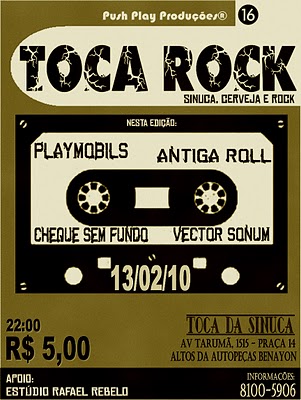 Push Play Produções®
16
TOCA ROCK
SINUCA, CERVEJA E ROCK
NESTA EDIÇÃO:
PLAYMOBILS
ANTIGA ROLL
CHEQUE SEM FUNDO
VECTOR SONUM
13/02/10
22:00
R$ 5,00
TOCA DA SINUCA
AV TARUMÃ, 1515 - PRAÇA 14
ALTOS DA AUTOPEÇAS BENAYON
APOIO:
ESTÚDIO RAFAEL REBELO
INFORMAÇÕES:
8100-5906